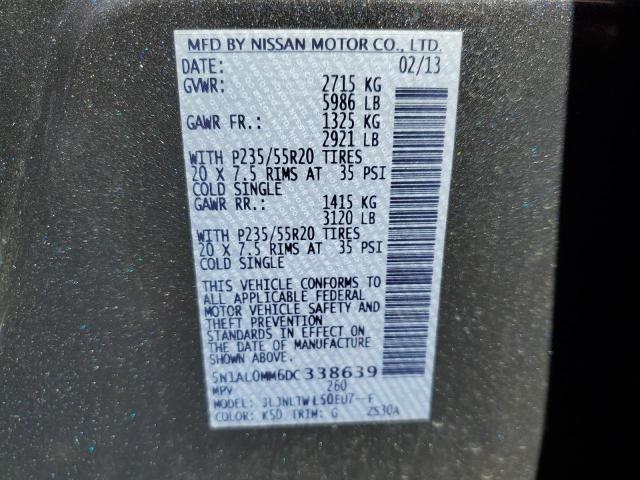 MFD BY NISSAN MOTOR CO., LTD.
DATE: 02/13
GVWR: 2715 KG
5986 LB
GAWR FR.: 1325 KG
2921 LB
WITH P235/55R20 TIRES
20 X 7.5 RIMS AT 35 PSI
COLD SINGLE
GAWR RR.: 1415 KG
3120 LB
WITH P235/55R20 TIRES
20 X 7.5 RIMS AT 35 PSI
COLD SINGLE
THIS VEHICLE CONFORMS TO
ALL APPLICABLE FEDERAL
MOTOR VEHICLE SAFETY AND
THEFT PREVENTION
STANDARDS IN EFFECT ON
THE DATE OF MANUFACTURE
SHOWN ABOVE.
5N1AL0MM6DC338639
MPV 260
MODEL: JLJNLTWLS0EU7--F
COLOR: K50 TRIM: G ZS30A